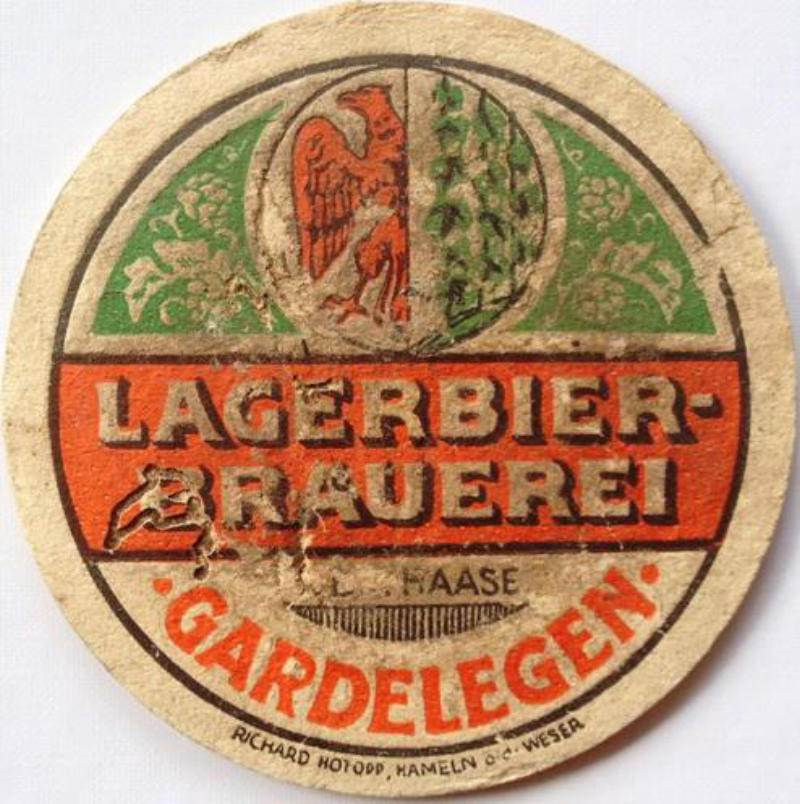 LAGERBIER-
BRAUEREI
HAASE
·GARDELEGEN·
RICHARD HOTOPP, HAMELN a.d. WESER